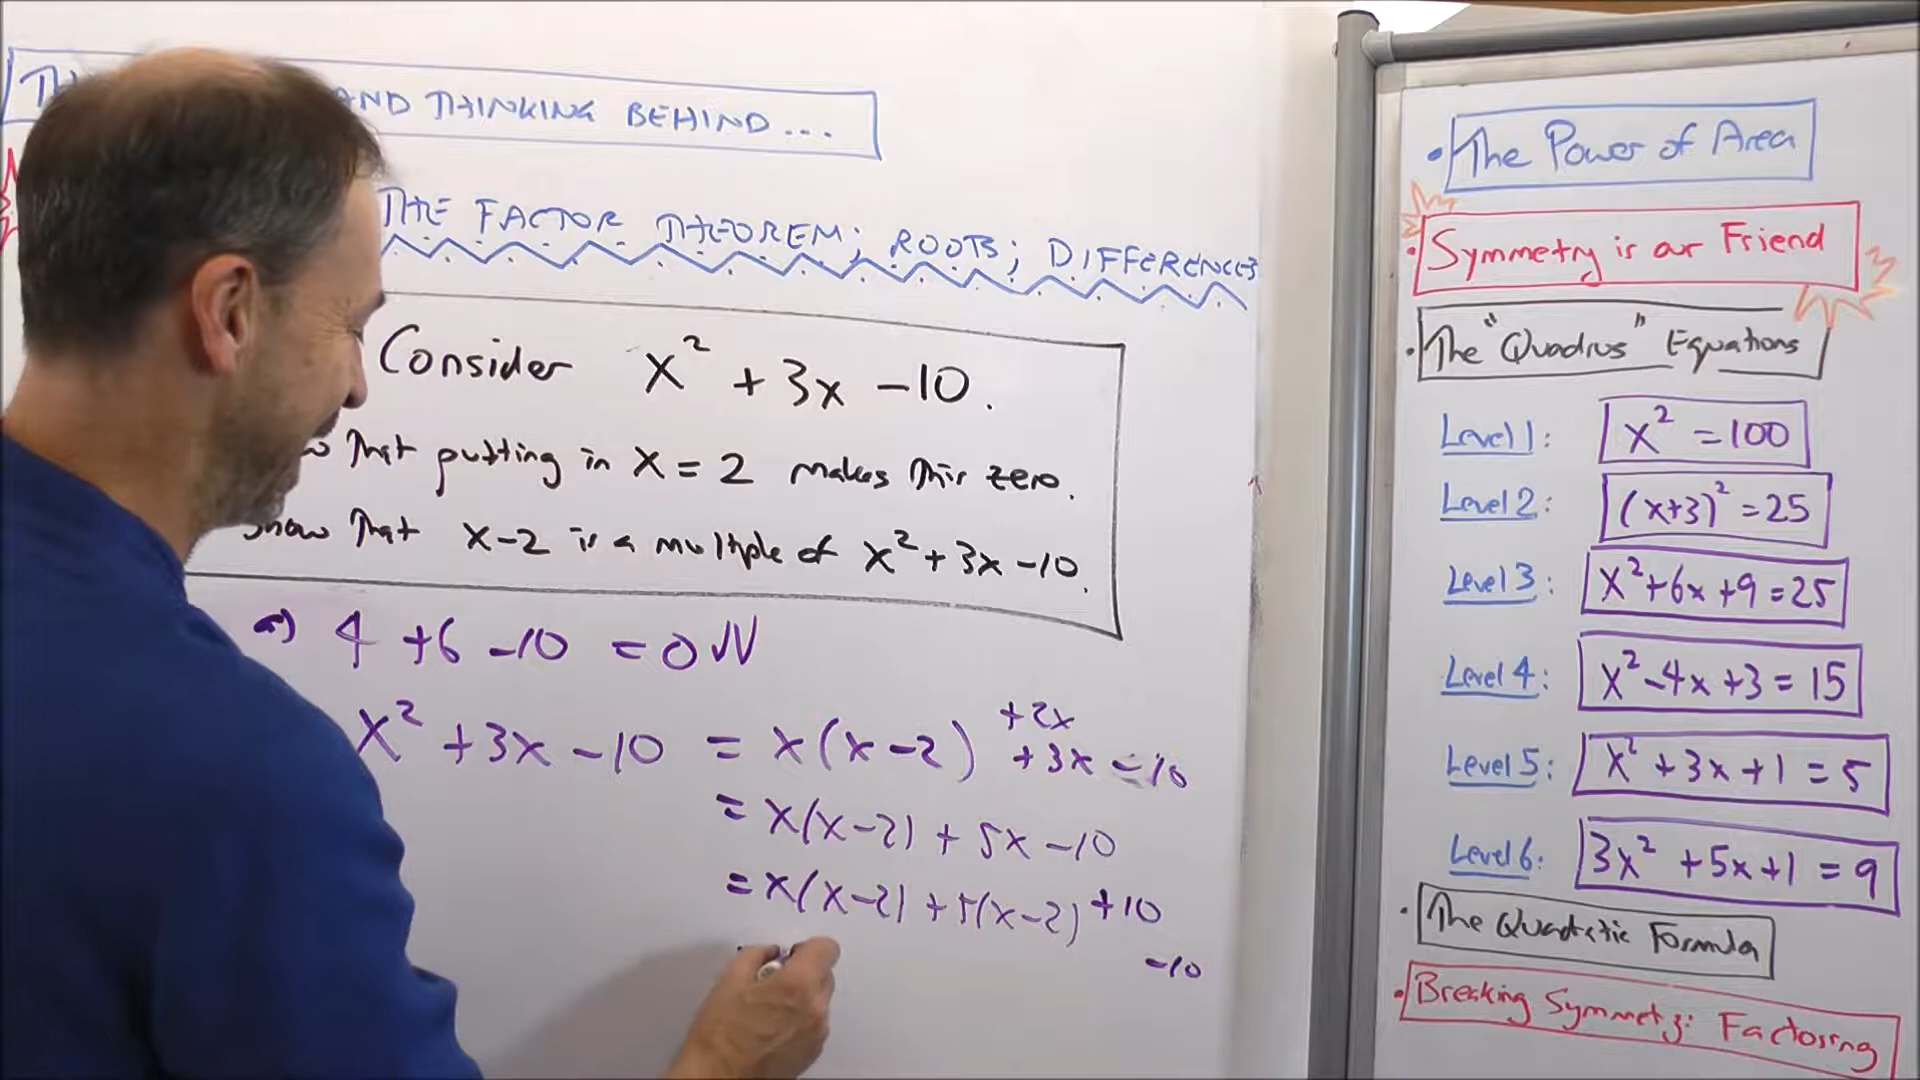 AND THINKING BEHIND...
THE FACTOR THEOREM; ROOTS; DIFFERENCES
Consider x² + 3x - 10.
that putting in x = 2 makes this zero.
show that x-2 is a multiple of x² + 3x - 10.
a) 4 + 6 - 10 = 0 √√
+2x
x² + 3x - 10 = x(x-2) + 3x - 10
= x(x-2) + 5x - 10
= x(x-2) + 5(x-2) + 10
-10
• The Power of Area
• Symmetry is our Friend
• The "Quadrus" Equations
Level 1: x² = 100
Level 2: (x+3)² = 25
Level 3: x² + 6x + 9 = 25
Level 4: x² - 4x + 3 = 15
Level 5: x² + 3x + 1 = 5
Level 6: 3x² + 5x + 1 = 9
• The Quadratic Formula
• Breaking Symmetry: Factoring